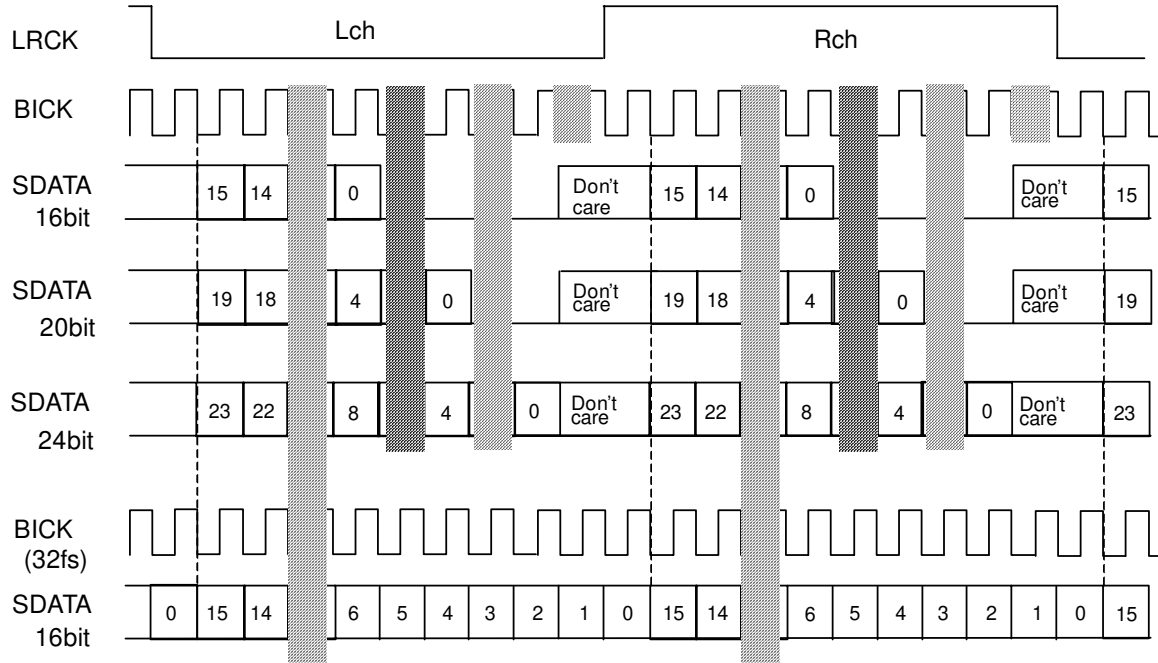 LRCK Lch Rch
BICK
SDATA 15 14 0 Don't 15 14 0 Don't 15
16bit care care
SDATA 19 18 4 0 Don't 19 18 4 0 Don't 19
20bit care care
SDATA 23 22 8 4 0 Don't 23 22 8 4 0 Don't 23
24bit care care
BICK
(32fs)
SDATA 0 15 14 6 5 4 3 2 1 0 15 14 6 5 4 3 2 1 0 15
16bit